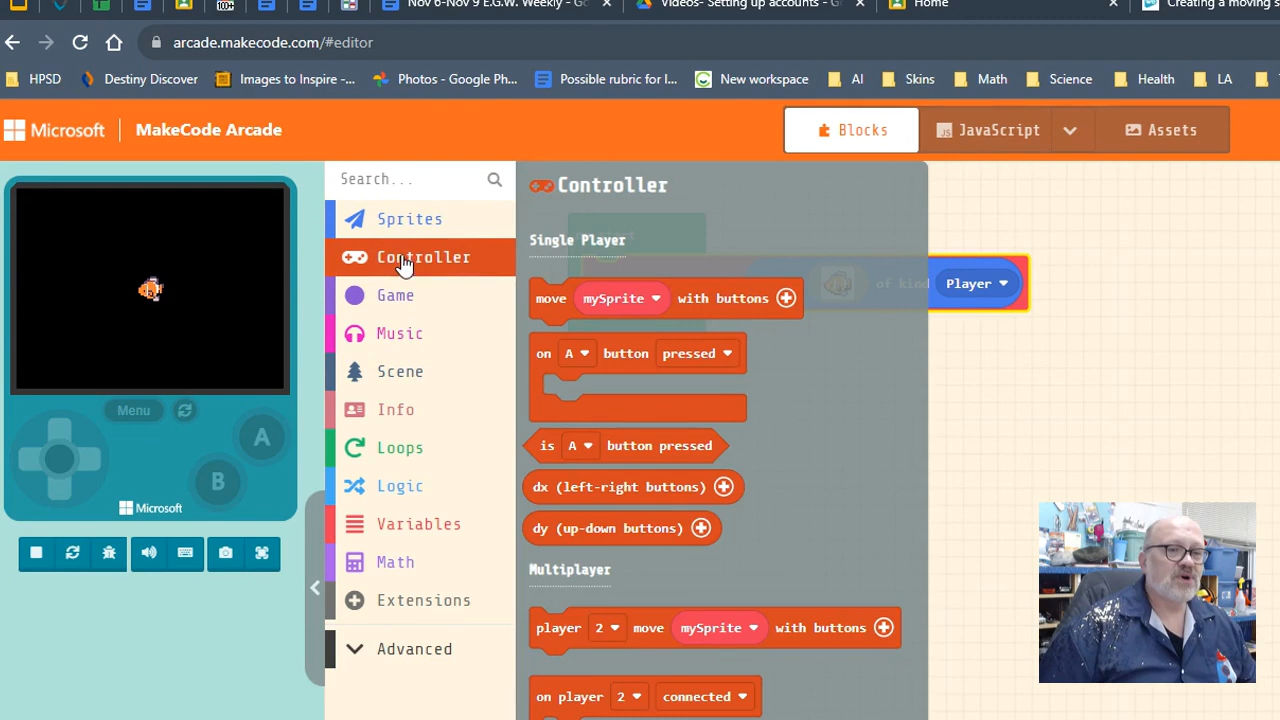 Nov 6-Nov 9 E.G.W. Weekly - Go
Videos- Setting up accounts - G
Home
Creating a moving s
arcade.makecode.com/#editor
HPSD
Destiny Discover
Images to Inspire -...
Photos - Google Ph...
Possible rubric for I...
New workspace
AI
Skins
Math
Science
Health
LA
Microsoft
MakeCode Arcade
Blocks
JavaScript
Assets
Search...
Sprites
Controller
Game
Music
Scene
Info
Loops
Logic
Variables
Math
Extensions
Advanced
Controller
Single Player
move mySprite with buttons
on A button pressed
is A button pressed
dx (left-right buttons)
dy (up-down buttons)
Multiplayer
player 2 move mySprite with buttons
on player 2 connected
of kind Player
Menu
A
B
Microsoft